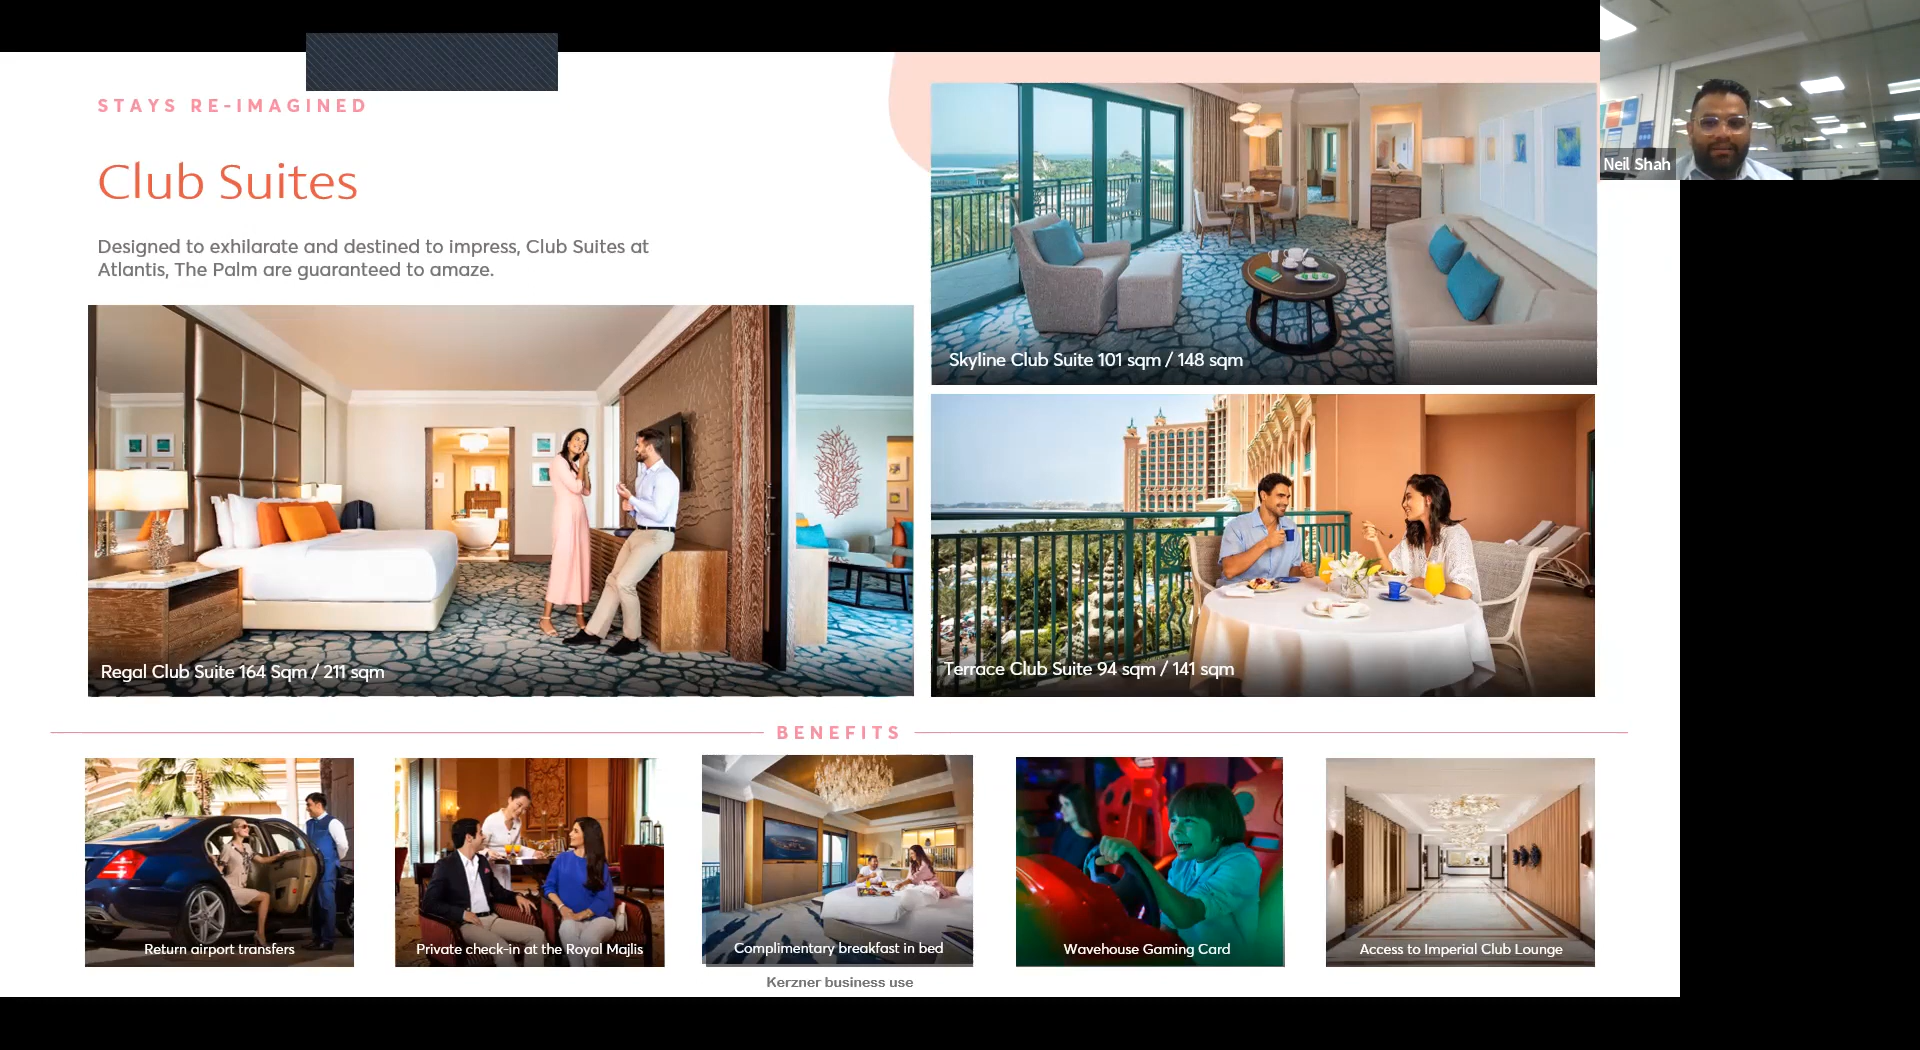 STAYS RE-IMAGINED
Club Suites
Designed to exhilarate and destined to impress, Club Suites at
Atlantis, The Palm are guaranteed to amaze.
Skyline Club Suite 101 sqm / 148 sqm
Neil Shah
Regal Club Suite 164 Sqm / 211 sqm
Terrace Club Suite 94 sqm / 141 sqm
BENEFITS
Return airport transfers
Private check-in at the Royal Majlis
Complimentary breakfast in bed
Wavehouse Gaming Card
Access to Imperial Club Lounge
Kerzner business use